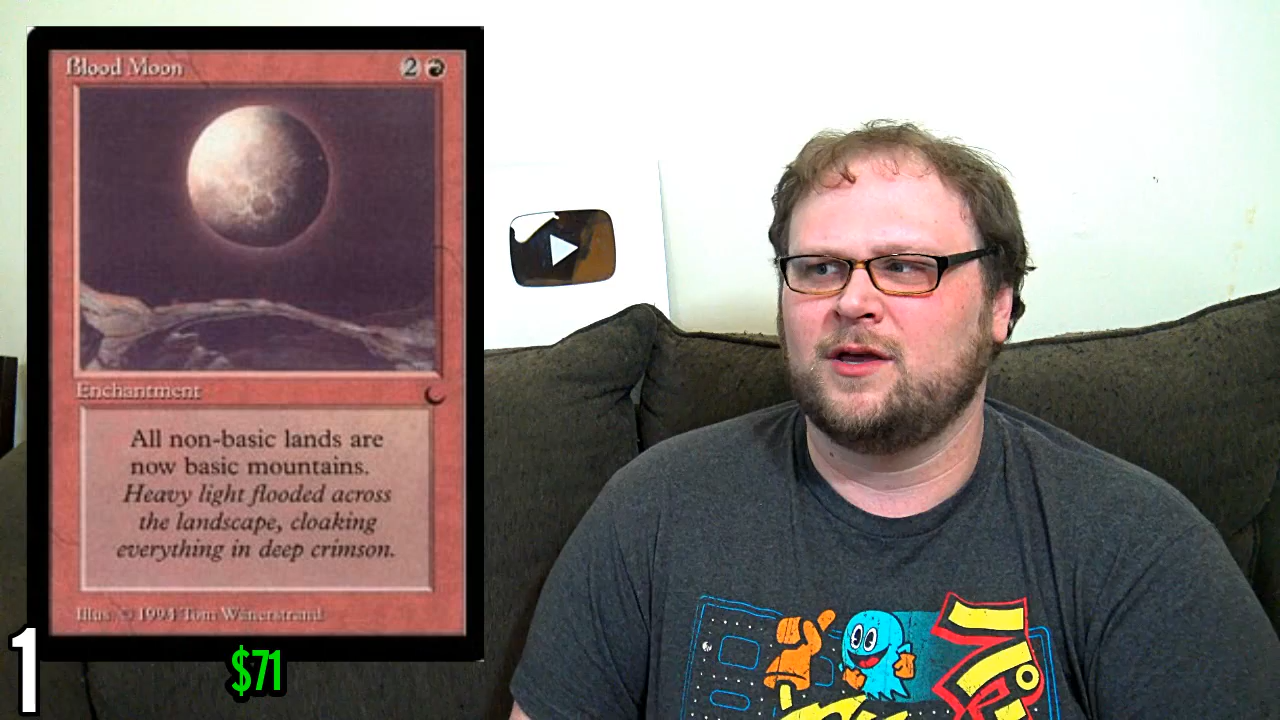 Blood Moon 2
Enchantment
All non-basic lands are
now basic mountains.
Heavy light flooded across
the landscape, cloaking
everything in deep crimson.
Illus. © 1994 Tom Wänerstrand
1
$71